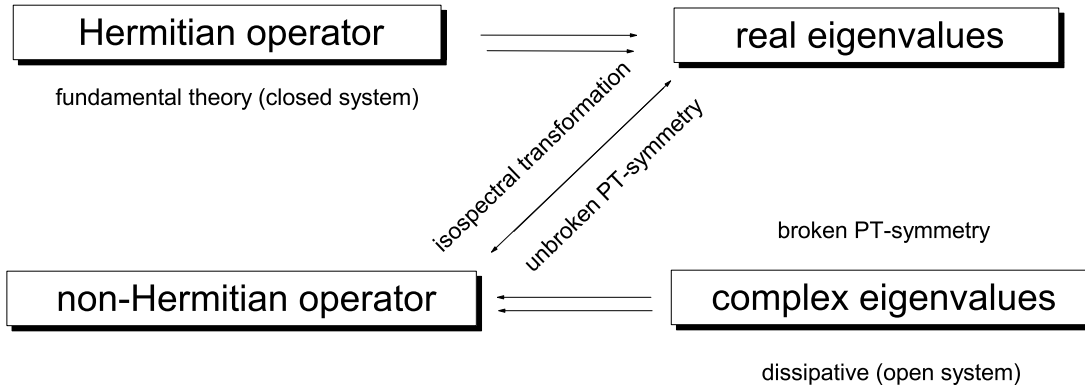 Hermitian operator
real eigenvalues
fundamental theory (closed system)
isospectral transformation
unbroken PT-symmetry
broken PT-symmetry
non-Hermitian operator
complex eigenvalues
dissipative (open system)